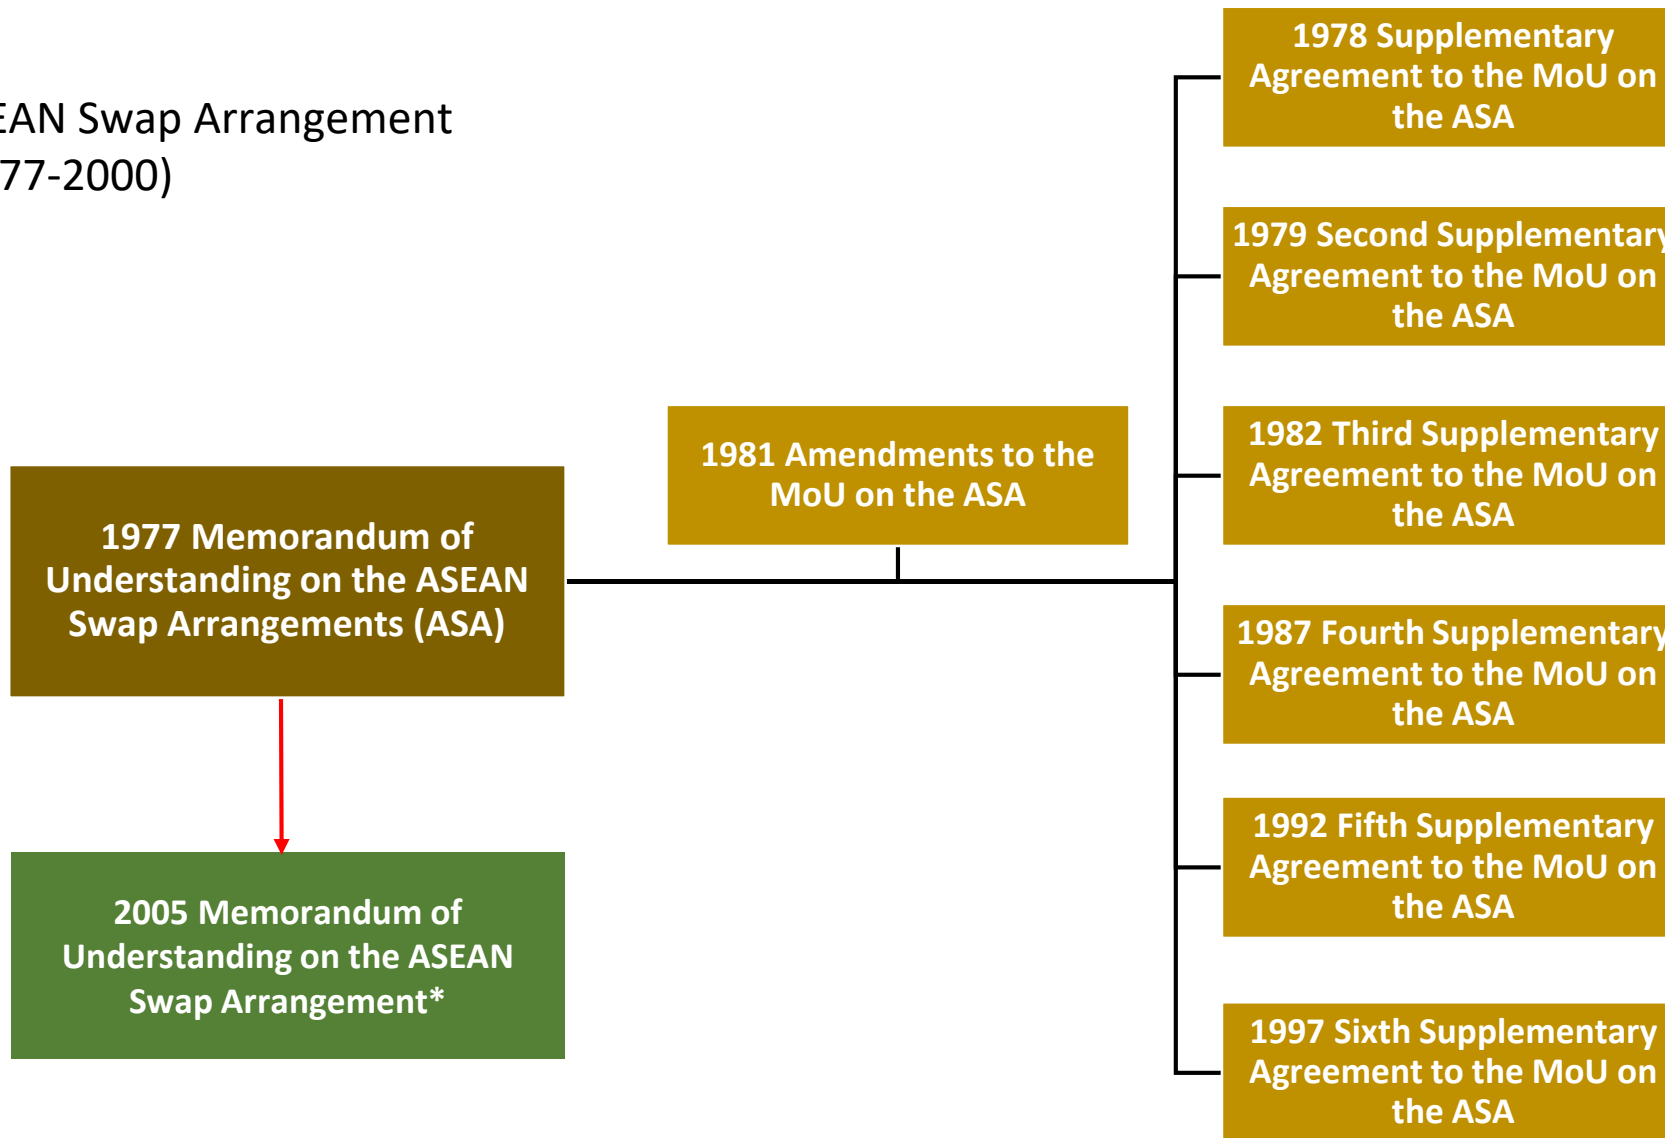 EAN Swap Arrangement
77-2000)
1978 Supplementary
Agreement to the MoU on
the ASA
1979 Second Supplementary
Agreement to the MoU on
the ASA
1981 Amendments to the
MoU on the ASA
1982 Third Supplementary
Agreement to the MoU on
the ASA
1977 Memorandum of
Understanding on the ASEAN
Swap Arrangements (ASA)
1987 Fourth Supplementary
Agreement to the MoU on
the ASA
2005 Memorandum of
Understanding on the ASEAN
Swap Arrangement*
1992 Fifth Supplementary
Agreement to the MoU on
the ASA
1997 Sixth Supplementary
Agreement to the MoU on
the ASA